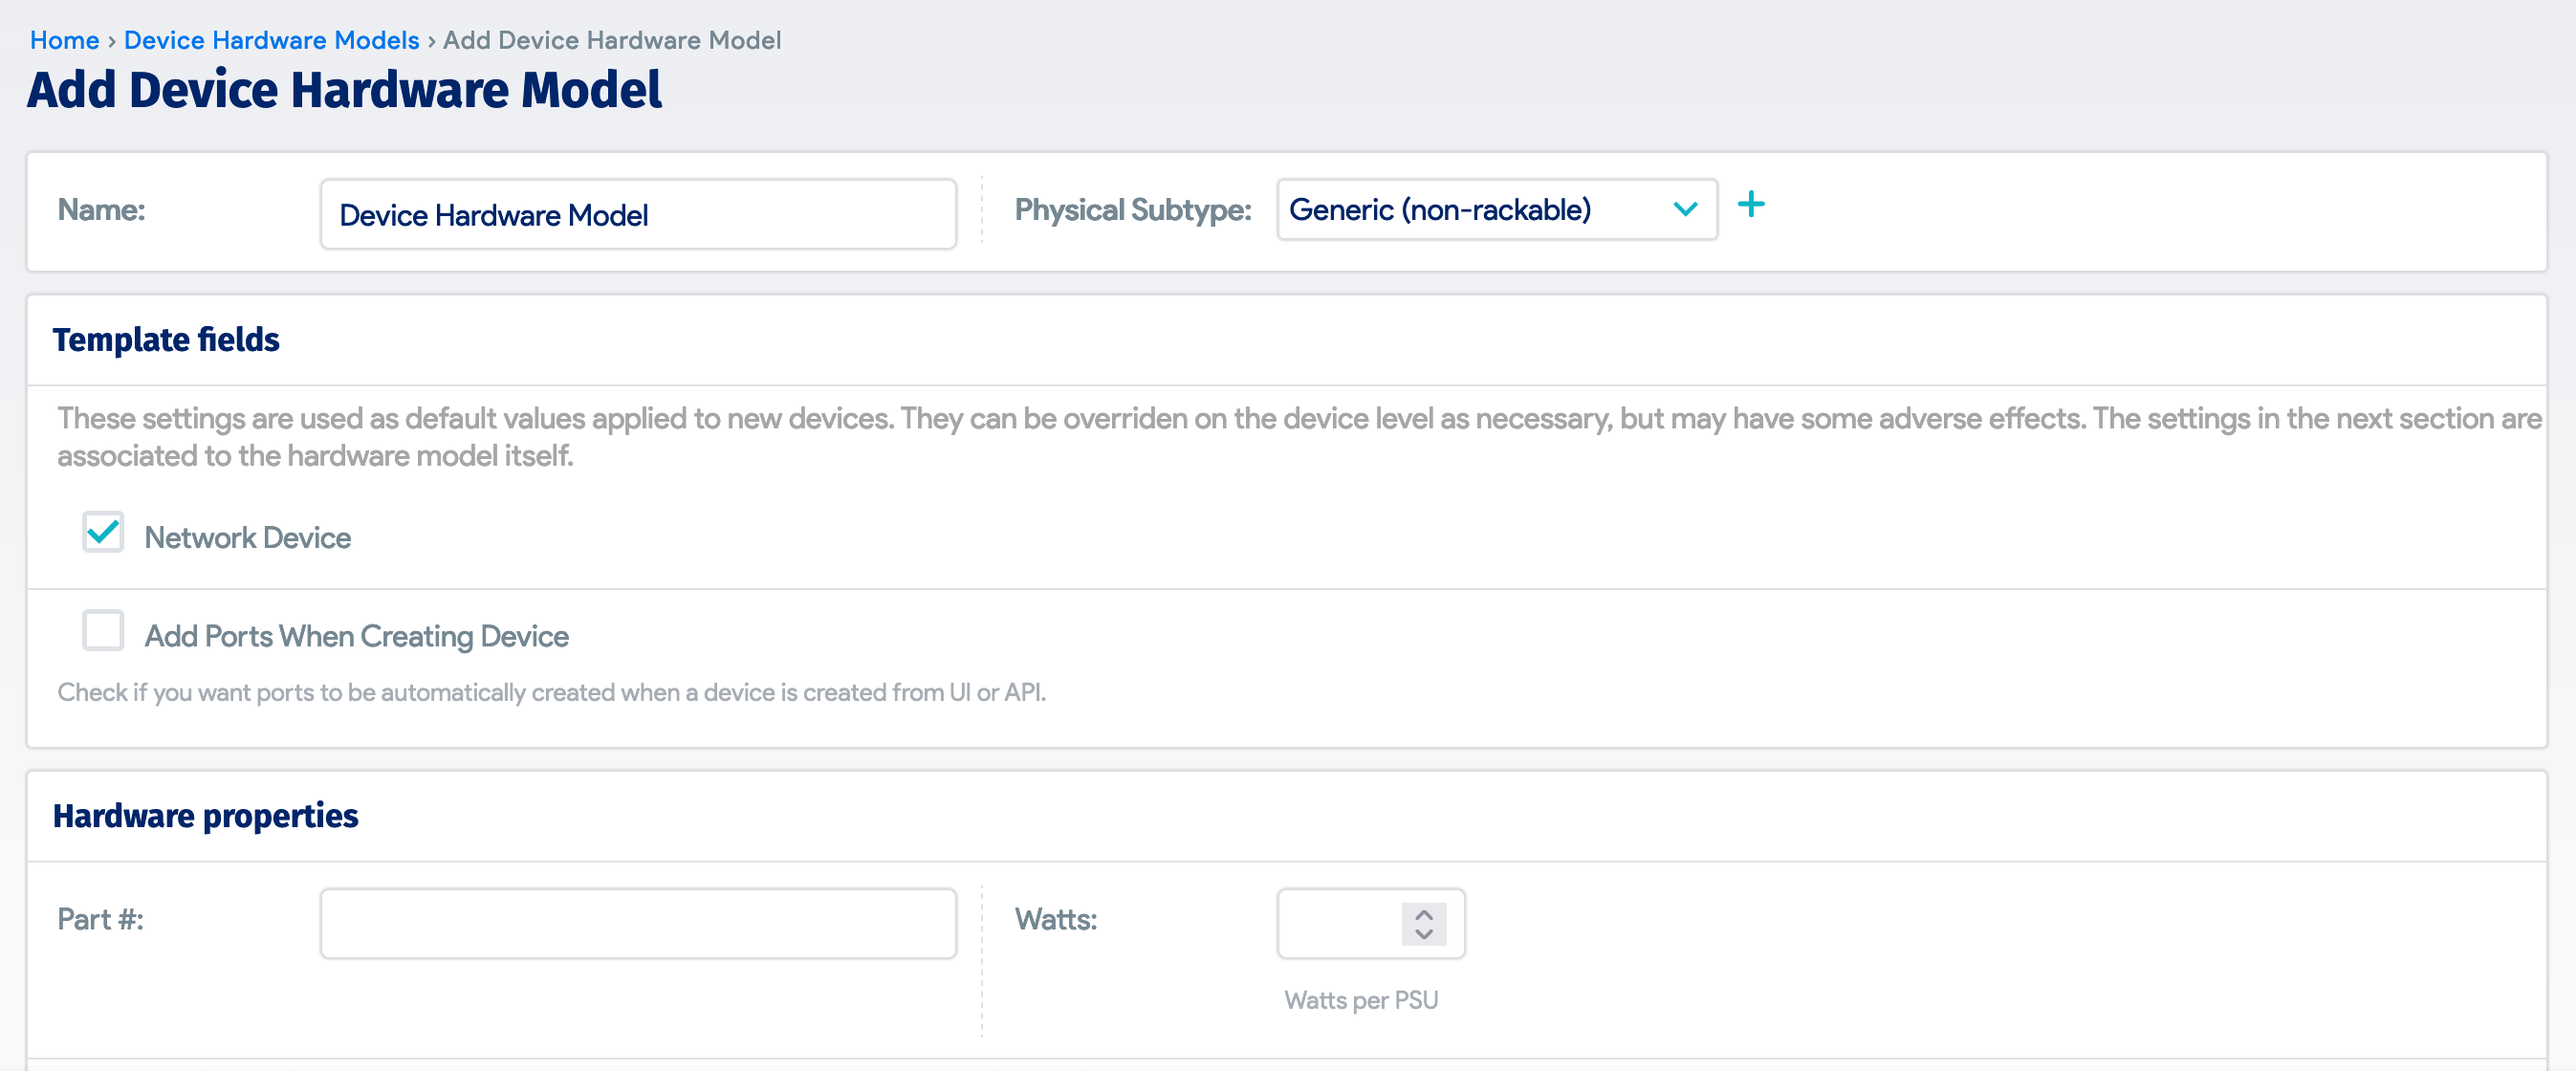 Home › Device Hardware Models › Add Device Hardware Model
Add Device Hardware Model
Name: Device Hardware Model Physical Subtype: Generic (non-rackable) +
Template fields
These settings are used as default values applied to new devices. They can be overriden on the device level as necessary, but may have some adverse effects. The settings in the next section are
associated to the hardware model itself.
Network Device
Add Ports When Creating Device
Check if you want ports to be automatically created when a device is created from UI or API.
Hardware properties
Part #: Watts:
Watts per PSU